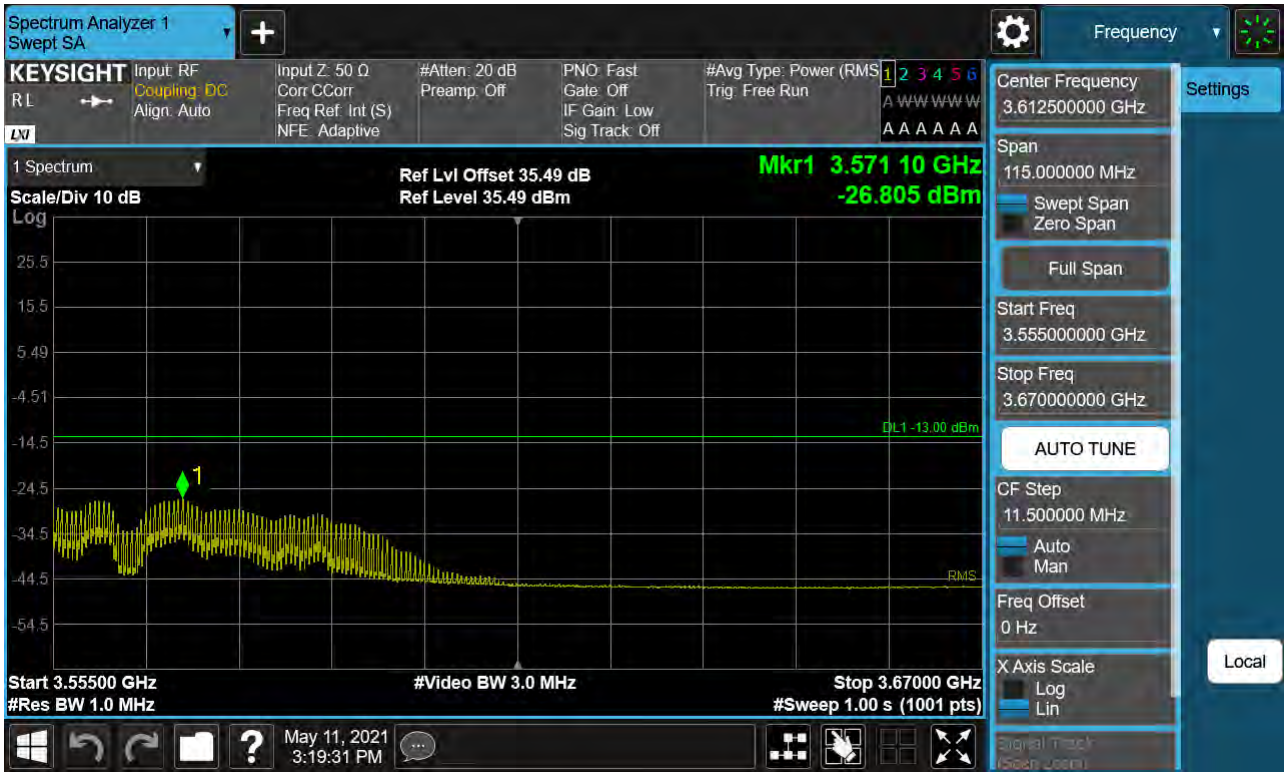 Spectrum Analyzer 1
Swept SA
+
Frequency
KEYSIGHT
RL
LXI
Input: RF
Coupling: DC
Align: Auto
Input Z: 50 Ω
Corr CCorr
Freq Ref: Int (S)
NFE: Adaptive
#Atten: 20 dB
Preamp: Off
PNO: Fast
Gate: Off
IF Gain: Low
Sig Track: Off
#Avg Type: Power (RMS
Trig: Free Run
1 2 3 4 5 6
A W W W W W
A A A A A A
1 Spectrum
Scale/Div 10 dB
Log
Ref Lvl Offset 35.49 dB
Ref Level 35.49 dBm
Mkr1 3.571 10 GHz
-26.805 dBm
25.5
15.5
5.49
-4.51
-14.5
-24.5
-34.5
-44.5
-54.5
DL1 -13.00 dBm
1
RMS
Start 3.55500 GHz
#Res BW 1.0 MHz
#Video BW 3.0 MHz
Stop 3.67000 GHz
#Sweep 1.00 s (1001 pts)
Center Frequency
3.612500000 GHz
Settings
Span
115.000000 MHz
Swept Span
Zero Span
Full Span
Start Freq
3.555000000 GHz
Stop Freq
3.670000000 GHz
AUTO TUNE
CF Step
11.500000 MHz
Auto
Man
Freq Offset
0 Hz
X Axis Scale
Log
Lin
Signal Track
(Span Zoom)
Local
?
May 11, 2021
3:19:31 PM